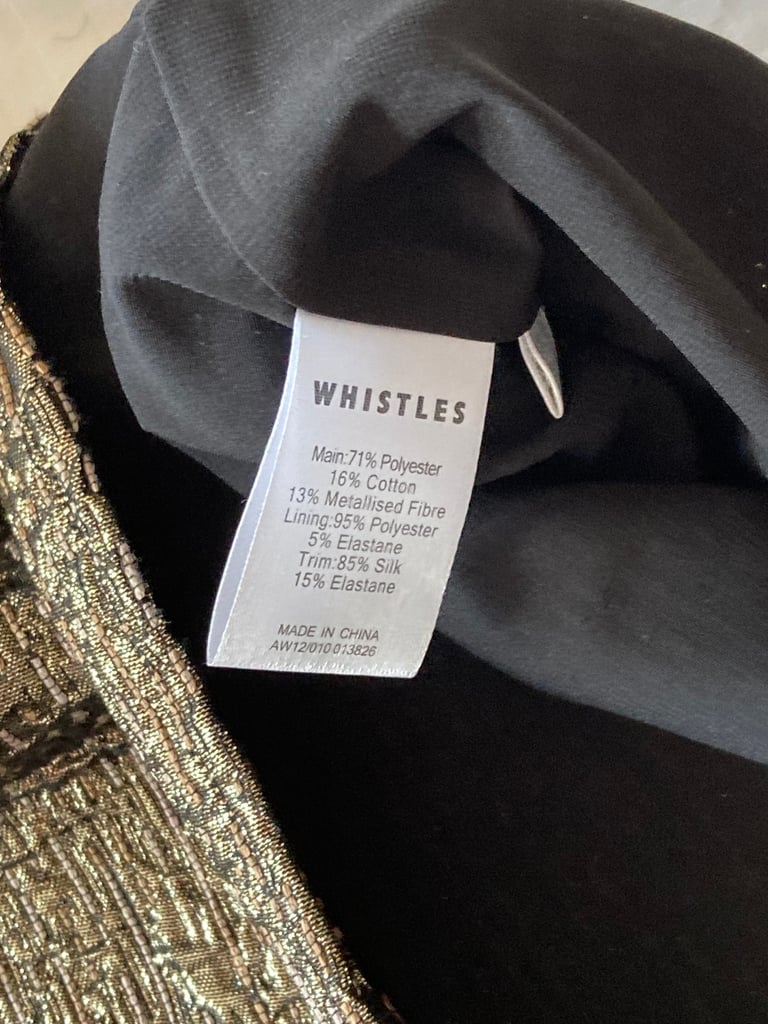 WHISTLES
Main:71% Polyester
16% Cotton
13% Metallised Fibre
Lining:95% Polyester
5% Elastane
Trim:85% Silk
15% Elastane
MADE IN CHINA
AW12/010 013826